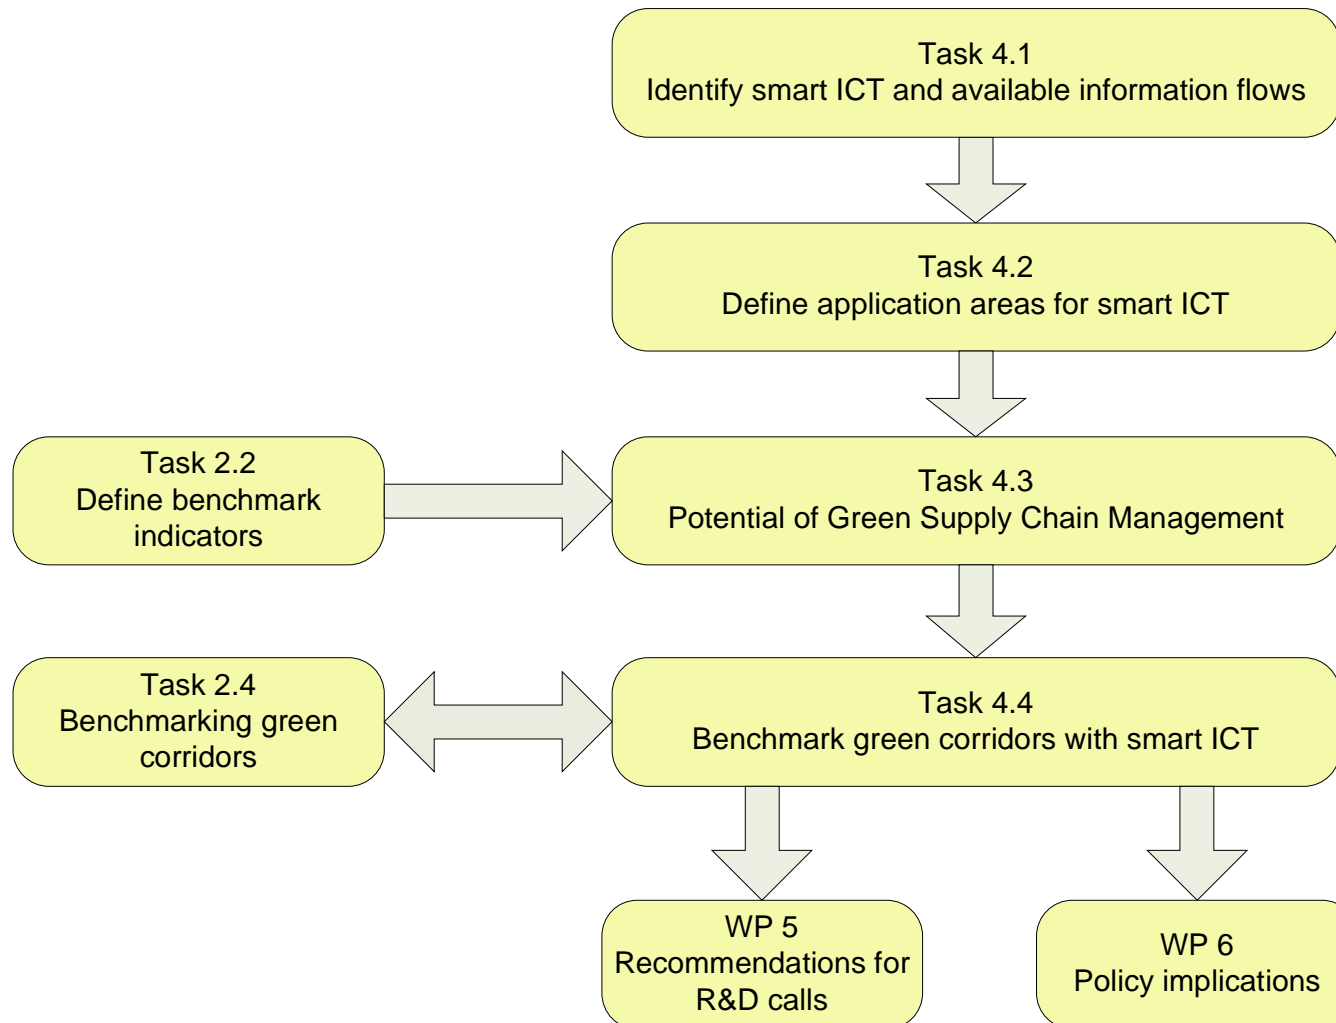 Task 4.1
Identify smart ICT and available information flows
Task 4.2
Define application areas for smart ICT
Task 2.2
Define benchmark
indicators
Task 4.3
Potential of Green Supply Chain Management
Task 2.4
Benchmarking green
corridors
Task 4.4
Benchmark green corridors with smart ICT
WP 5
Recommendations for
R&D calls
WP 6
Policy implications